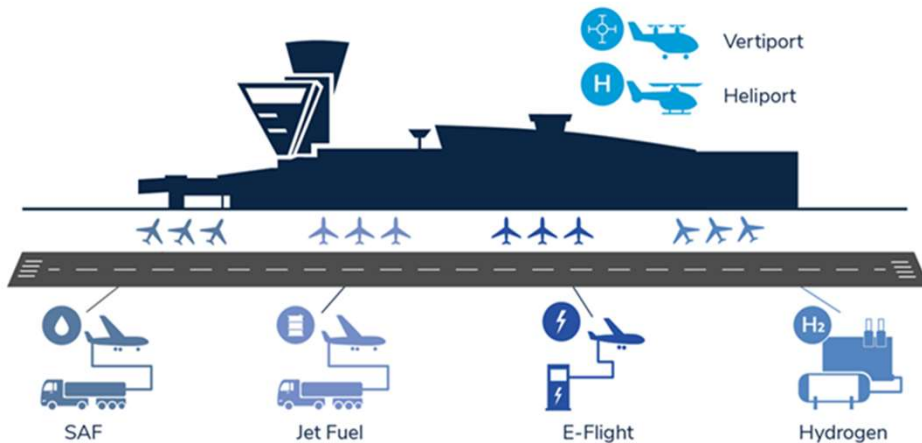 Vertiport
H
Heliport
H₂
SAF
Jet Fuel
E-Flight
Hydrogen